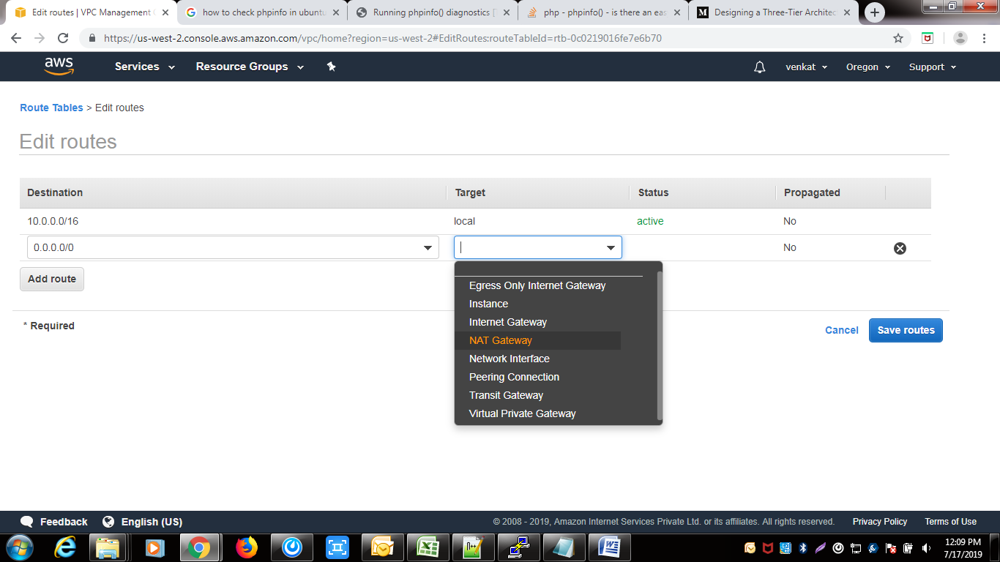 Edit routes | VPC Management C
how to check phpinfo in ubuntu
Running phpinfo() diagnostics [
php - phpinfo() - is there an eas
M Designing a Three-Tier Architec
https://us-west-2.console.aws.amazon.com/vpc/home?region=us-west-2#EditRoutes:routeTableId=rtb-0c0219016fe7e6b70
aws Services Resource Groups venkat Oregon Support
Route Tables > Edit routes
Edit routes
Destination Target Status Propagated
10.0.0.0/16 local active No
0.0.0.0/0 No
Add route
Egress Only Internet Gateway
Instance
Internet Gateway
NAT Gateway
Network Interface
Peering Connection
Transit Gateway
Virtual Private Gateway
* Required
Cancel Save routes
Feedback English (US) © 2008 - 2019, Amazon Internet Services Private Ltd. or its affiliates. All rights reserved. Privacy Policy Terms of Use
12:09 PM
7/17/2019